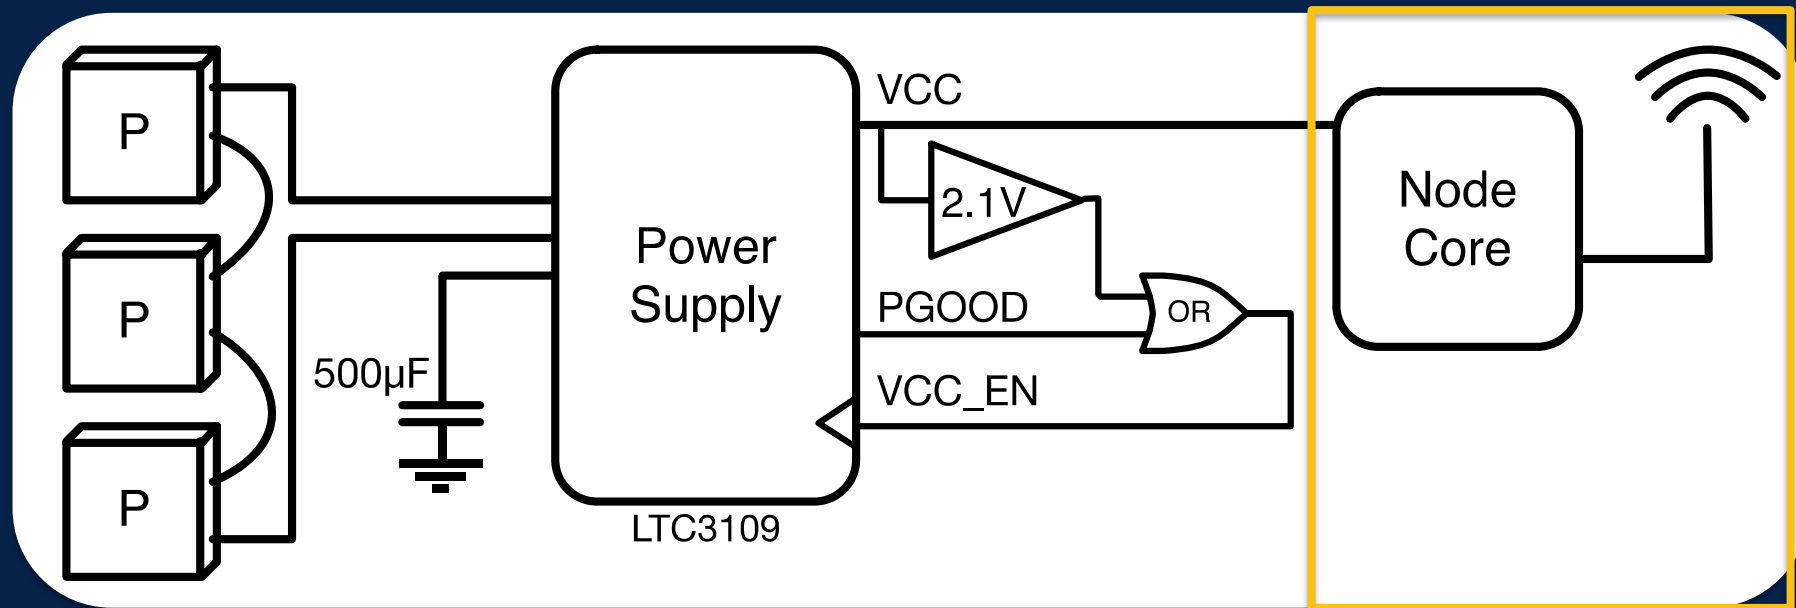 P
P
P
500µF
Power
Supply
LTC3109
VCC
2.1V
PGOOD
OR
VCC_EN
Node
Core